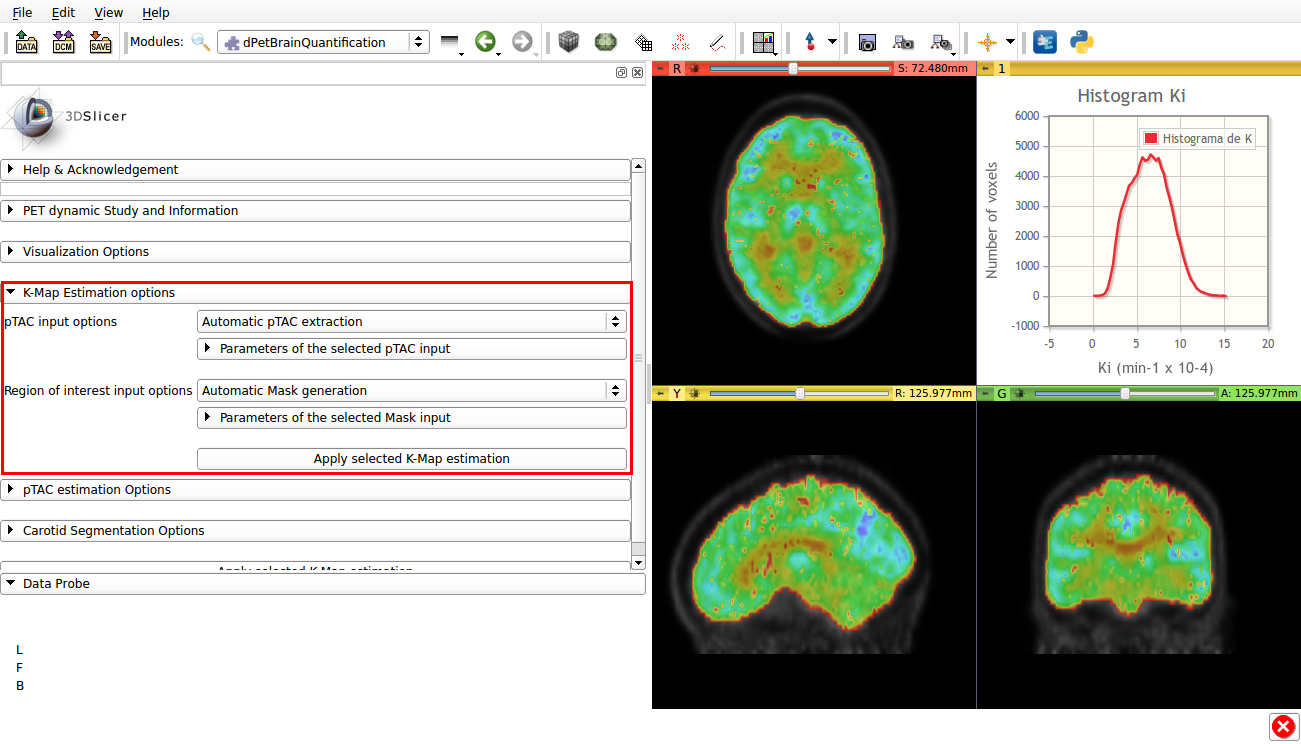 File Edit View Help
DATA DCM SAVE Modules: dPetBrainQuantification
3DSlicer
Help & Acknowledgement
PET dynamic Study and Information
Visualization Options
K-Map Estimation options
pTAC input options Automatic pTAC extraction
Parameters of the selected pTAC input
Region of interest input options Automatic Mask generation
Parameters of the selected Mask input
Apply selected K-Map estimation
pTAC estimation Options
Carotid Segmentation Options
Apply selected K-Map estimation
Data Probe
L
F
B
R S: 72.480mm
1
Histogram Ki
Histograma de K
Number of voxels
6000
5000
4000
3000
2000
1000
0
-1000
-5 0 5 10 15 20
Ki (min-1 x 10-4)
Y R: 125.977mm
G A: 125.977mm